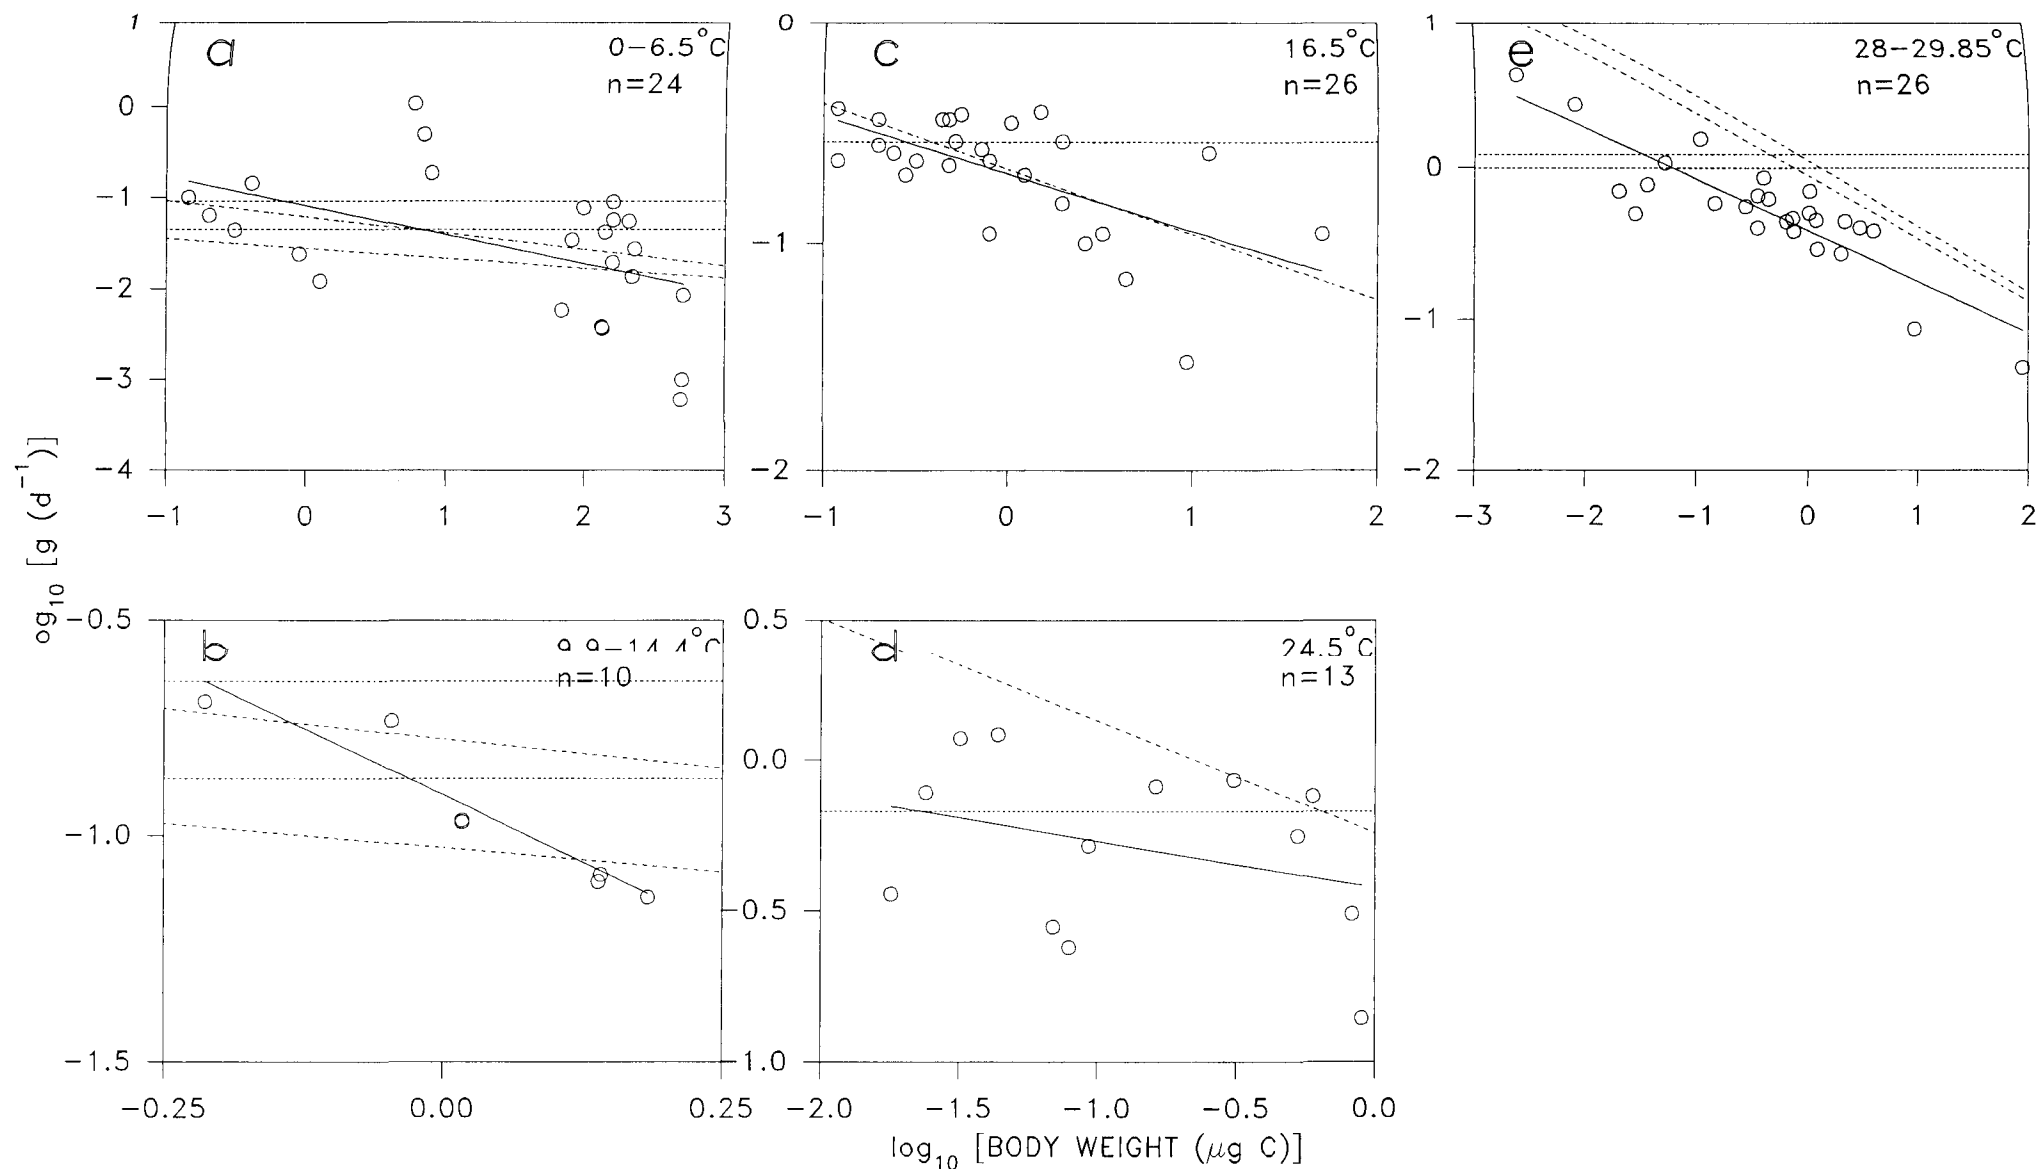 a
0–6.5°C
n=24
1
0
−1
−2
−3
−4
−1 0 1 2 3
c
16.5°C
n=26
0
−1
−2
−1 0 1 2
e
28–29.85°C
n=26
1
0
−1
−2
−3 −2 −1 0 1 2
og₁₀ [g (d⁻¹)]
b
n=10
−0.5
−1.0
−1.5
−0.25 0.00 0.25
d
24.5°C
n=13
0.5
0.0
−0.5
−1.0
−2.0 −1.5 −1.0 −0.5 0.0
log₁₀ [BODY WEIGHT (μg C)]